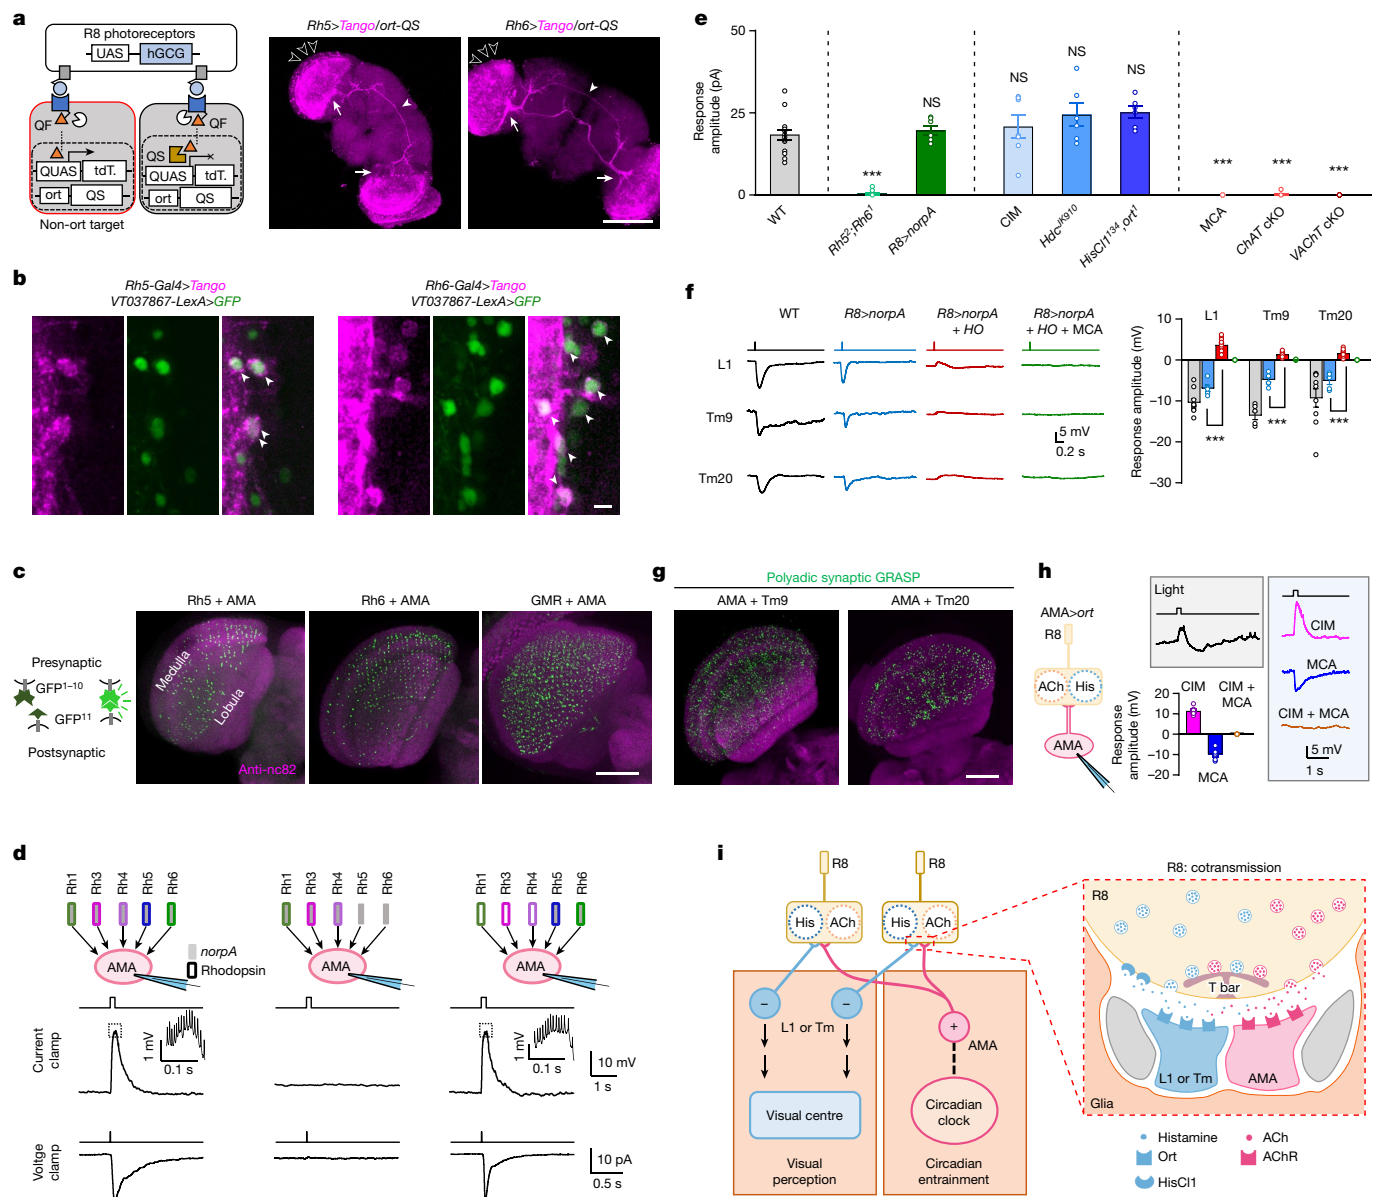 a
R8 photoreceptors
UAS
hGCG
QF
QF
QS
QUAS
tdT.
QUAS
tdT.
ort
QS
ort
QS
Non-ort target
Rh5>Tango/ort-QS
Rh6>Tango/ort-QS
b
Rh5-Gal4>Tango
VT037867-LexA>GFP
Rh6-Gal4>Tango
VT037867-LexA>GFP
c
Rh5 + AMA
Rh6 + AMA
GMR + AMA
Presynaptic
GFP1–10
GFP11
Postsynaptic
Medulla
Lobula
Anti-nc82
d
Rh1
Rh3
Rh4
Rh5
Rh6
Rh1
Rh3
Rh4
Rh5
Rh6
Rh1
Rh3
Rh4
Rh5
Rh6
norpA
Rhodopsin
AMA
AMA
AMA
Current
clamp
1 mV
0.1 s
1 mV
0.1 s
10 mV
1 s
Voltge
clamp
10 pA
0.5 s
e
Response
amplitude (pA)
50
25
0
***
NS
NS
NS
NS
***
***
***
WT
Rh5²;Rh6¹
R8>norpA
CIM
HdcJK910
HisCl1134,ort1
MCA
ChAT cKO
VAChT cKO
f
WT
R8>norpA
R8>norpA
+ HO
R8>norpA
+ HO + MCA
L1
Tm9
Tm20
5 mV
0.2 s
L1
Tm9
Tm20
Response amplitude (mV)
10
0
−10
−20
−30
***
***
***
g
Polyadic synaptic GRASP
AMA + Tm9
AMA + Tm20
h
AMA>ort
R8
ACh
His
AMA
Light
CIM
MCA
CIM + MCA
5 mV
1 s
Response
amplitude (mV)
20
10
0
−10
−20
CIM
CIM +
MCA
MCA
i
R8
R8
His
ACh
His
ACh
−
−
L1 or Tm
+
AMA
Visual centre
Circadian
clock
Visual
perception
Circadian
entrainment
R8: cotransmission
R8
T bar
L1 or Tm
AMA
Glia
Histamine
ACh
Ort
AChR
HisCl1